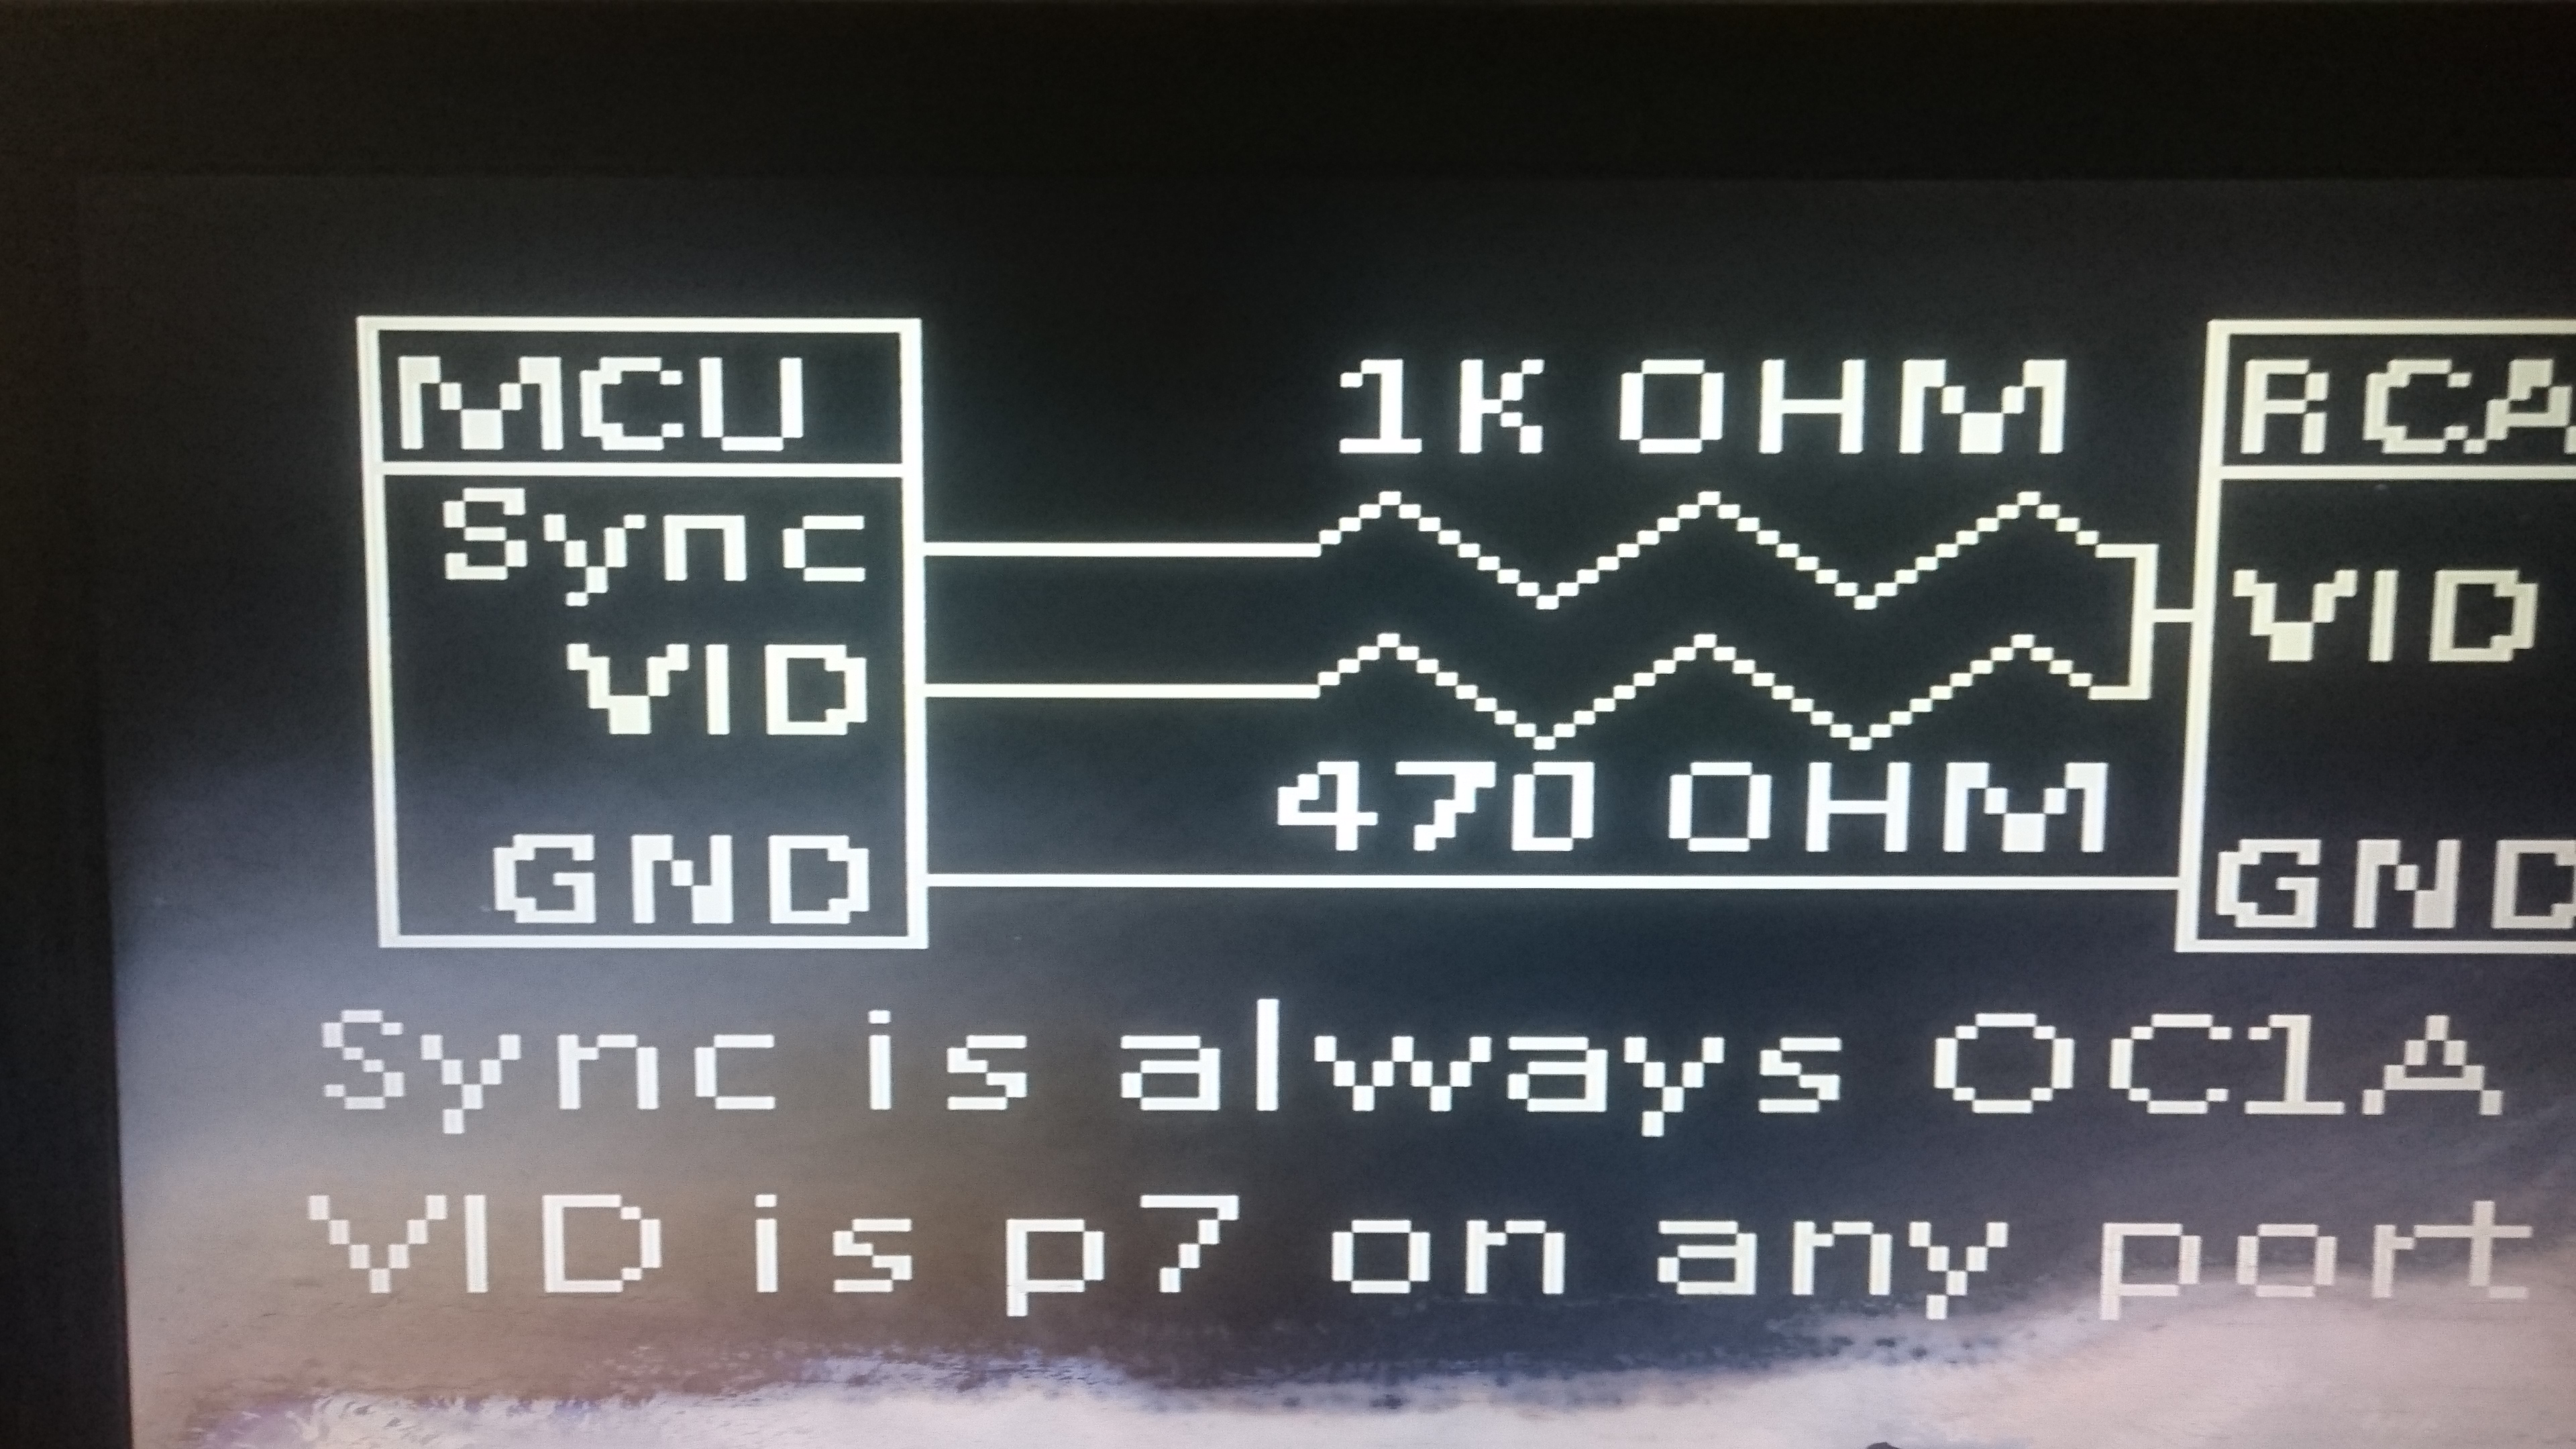 MCU 1K OHM RCA
Sync
VID VID
470 OHM
GND GND
Sync is always OC1A
VID is p7 on any port